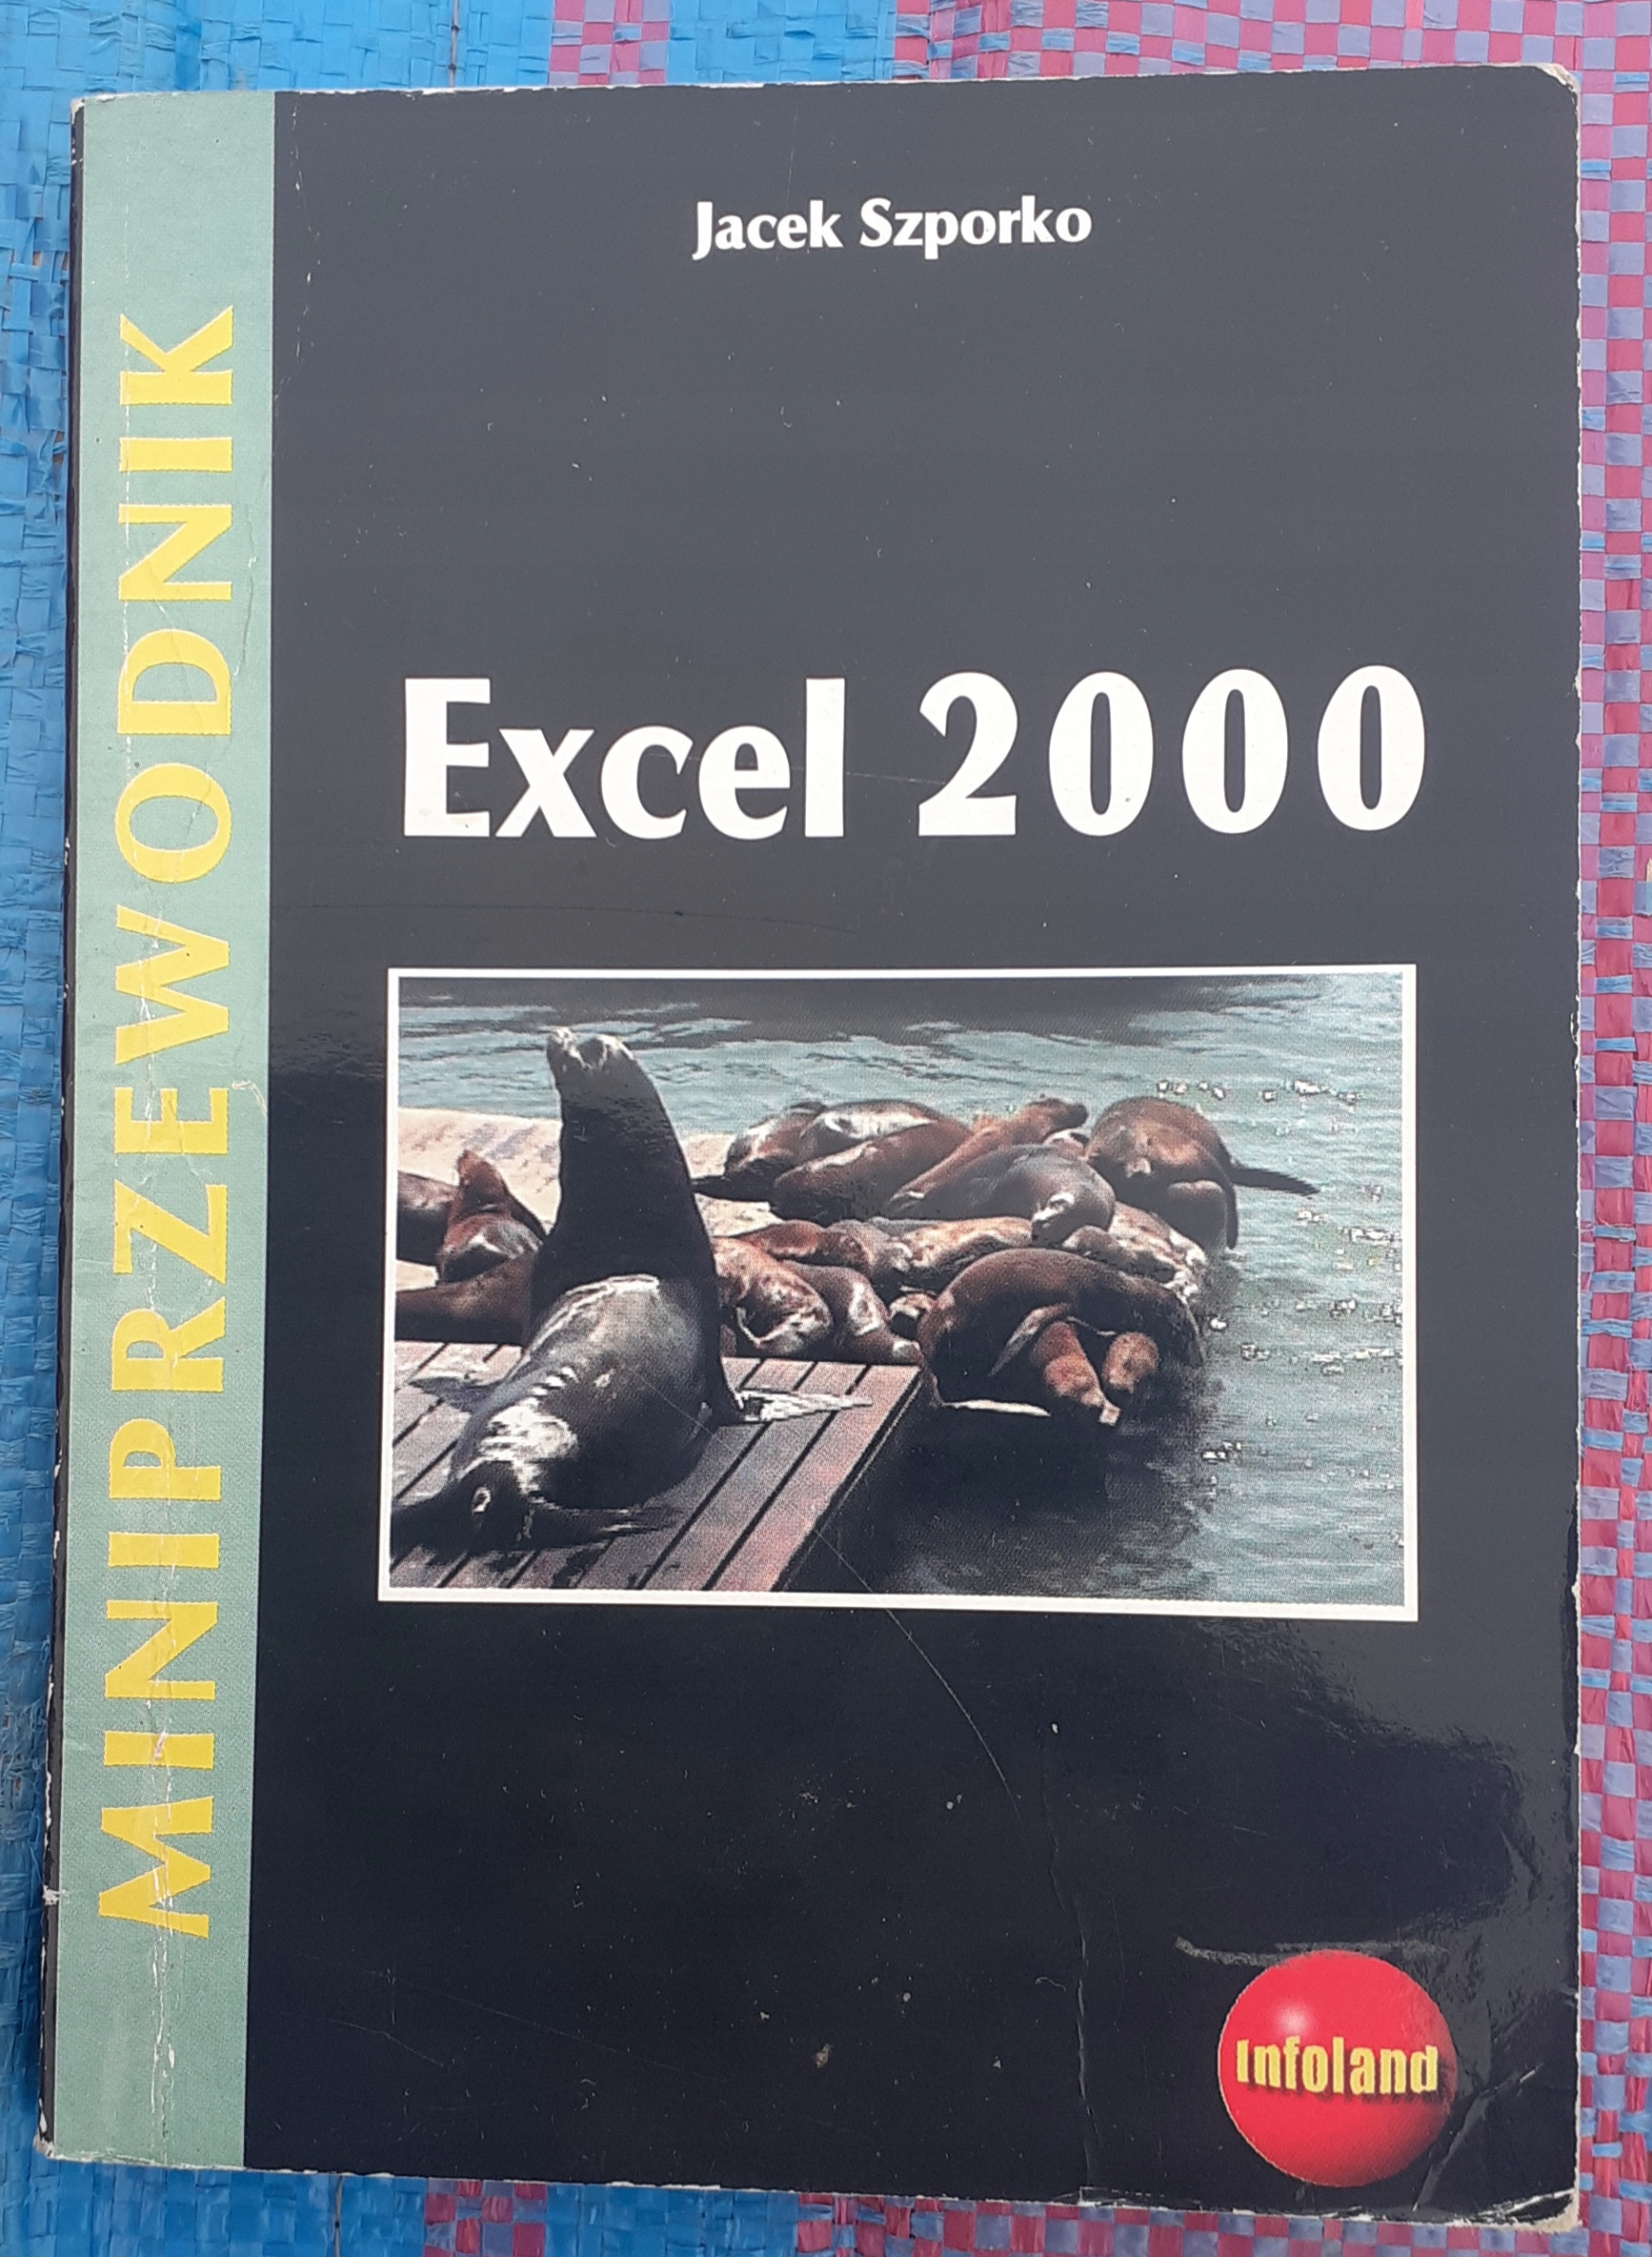 Jacek Szporko
Excel 2000
MINIPRZEWODNIK
Infoland